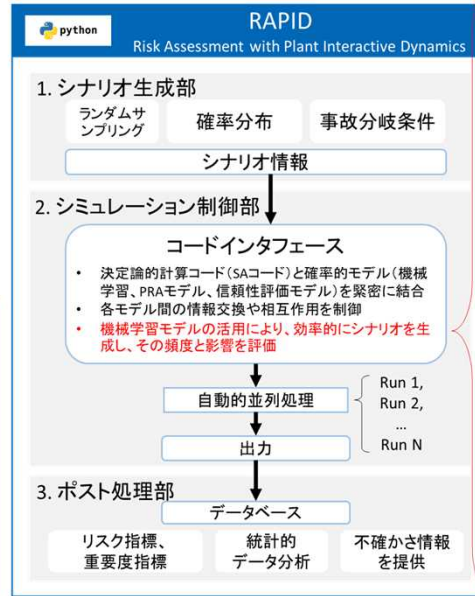 python
RAPID
Risk Assessment with Plant Interactive Dynamics
1. シナリオ生成部
ランダムサ
ンプリング
確率分布
事故分岐条件
シナリオ情報
2. シミュレーション制御部
コードインタフェース
• 決定論的計算コード(SAコード)と確率的モデル(機械
学習、PRAモデル、信頼性評価モデル)を緊密に結合
• 各モデル間の情報交換や相互作用を制御
• 機械学習モデルの活用により、効率的にシナリオを生
成し、その頻度と影響を評価
自動的並列処理
Run 1,
Run 2,
...
Run N
出力
3. ポスト処理部
データベース
リスク指標、
重要度指標
統計的
データ分析
不確かさ情報
を提供